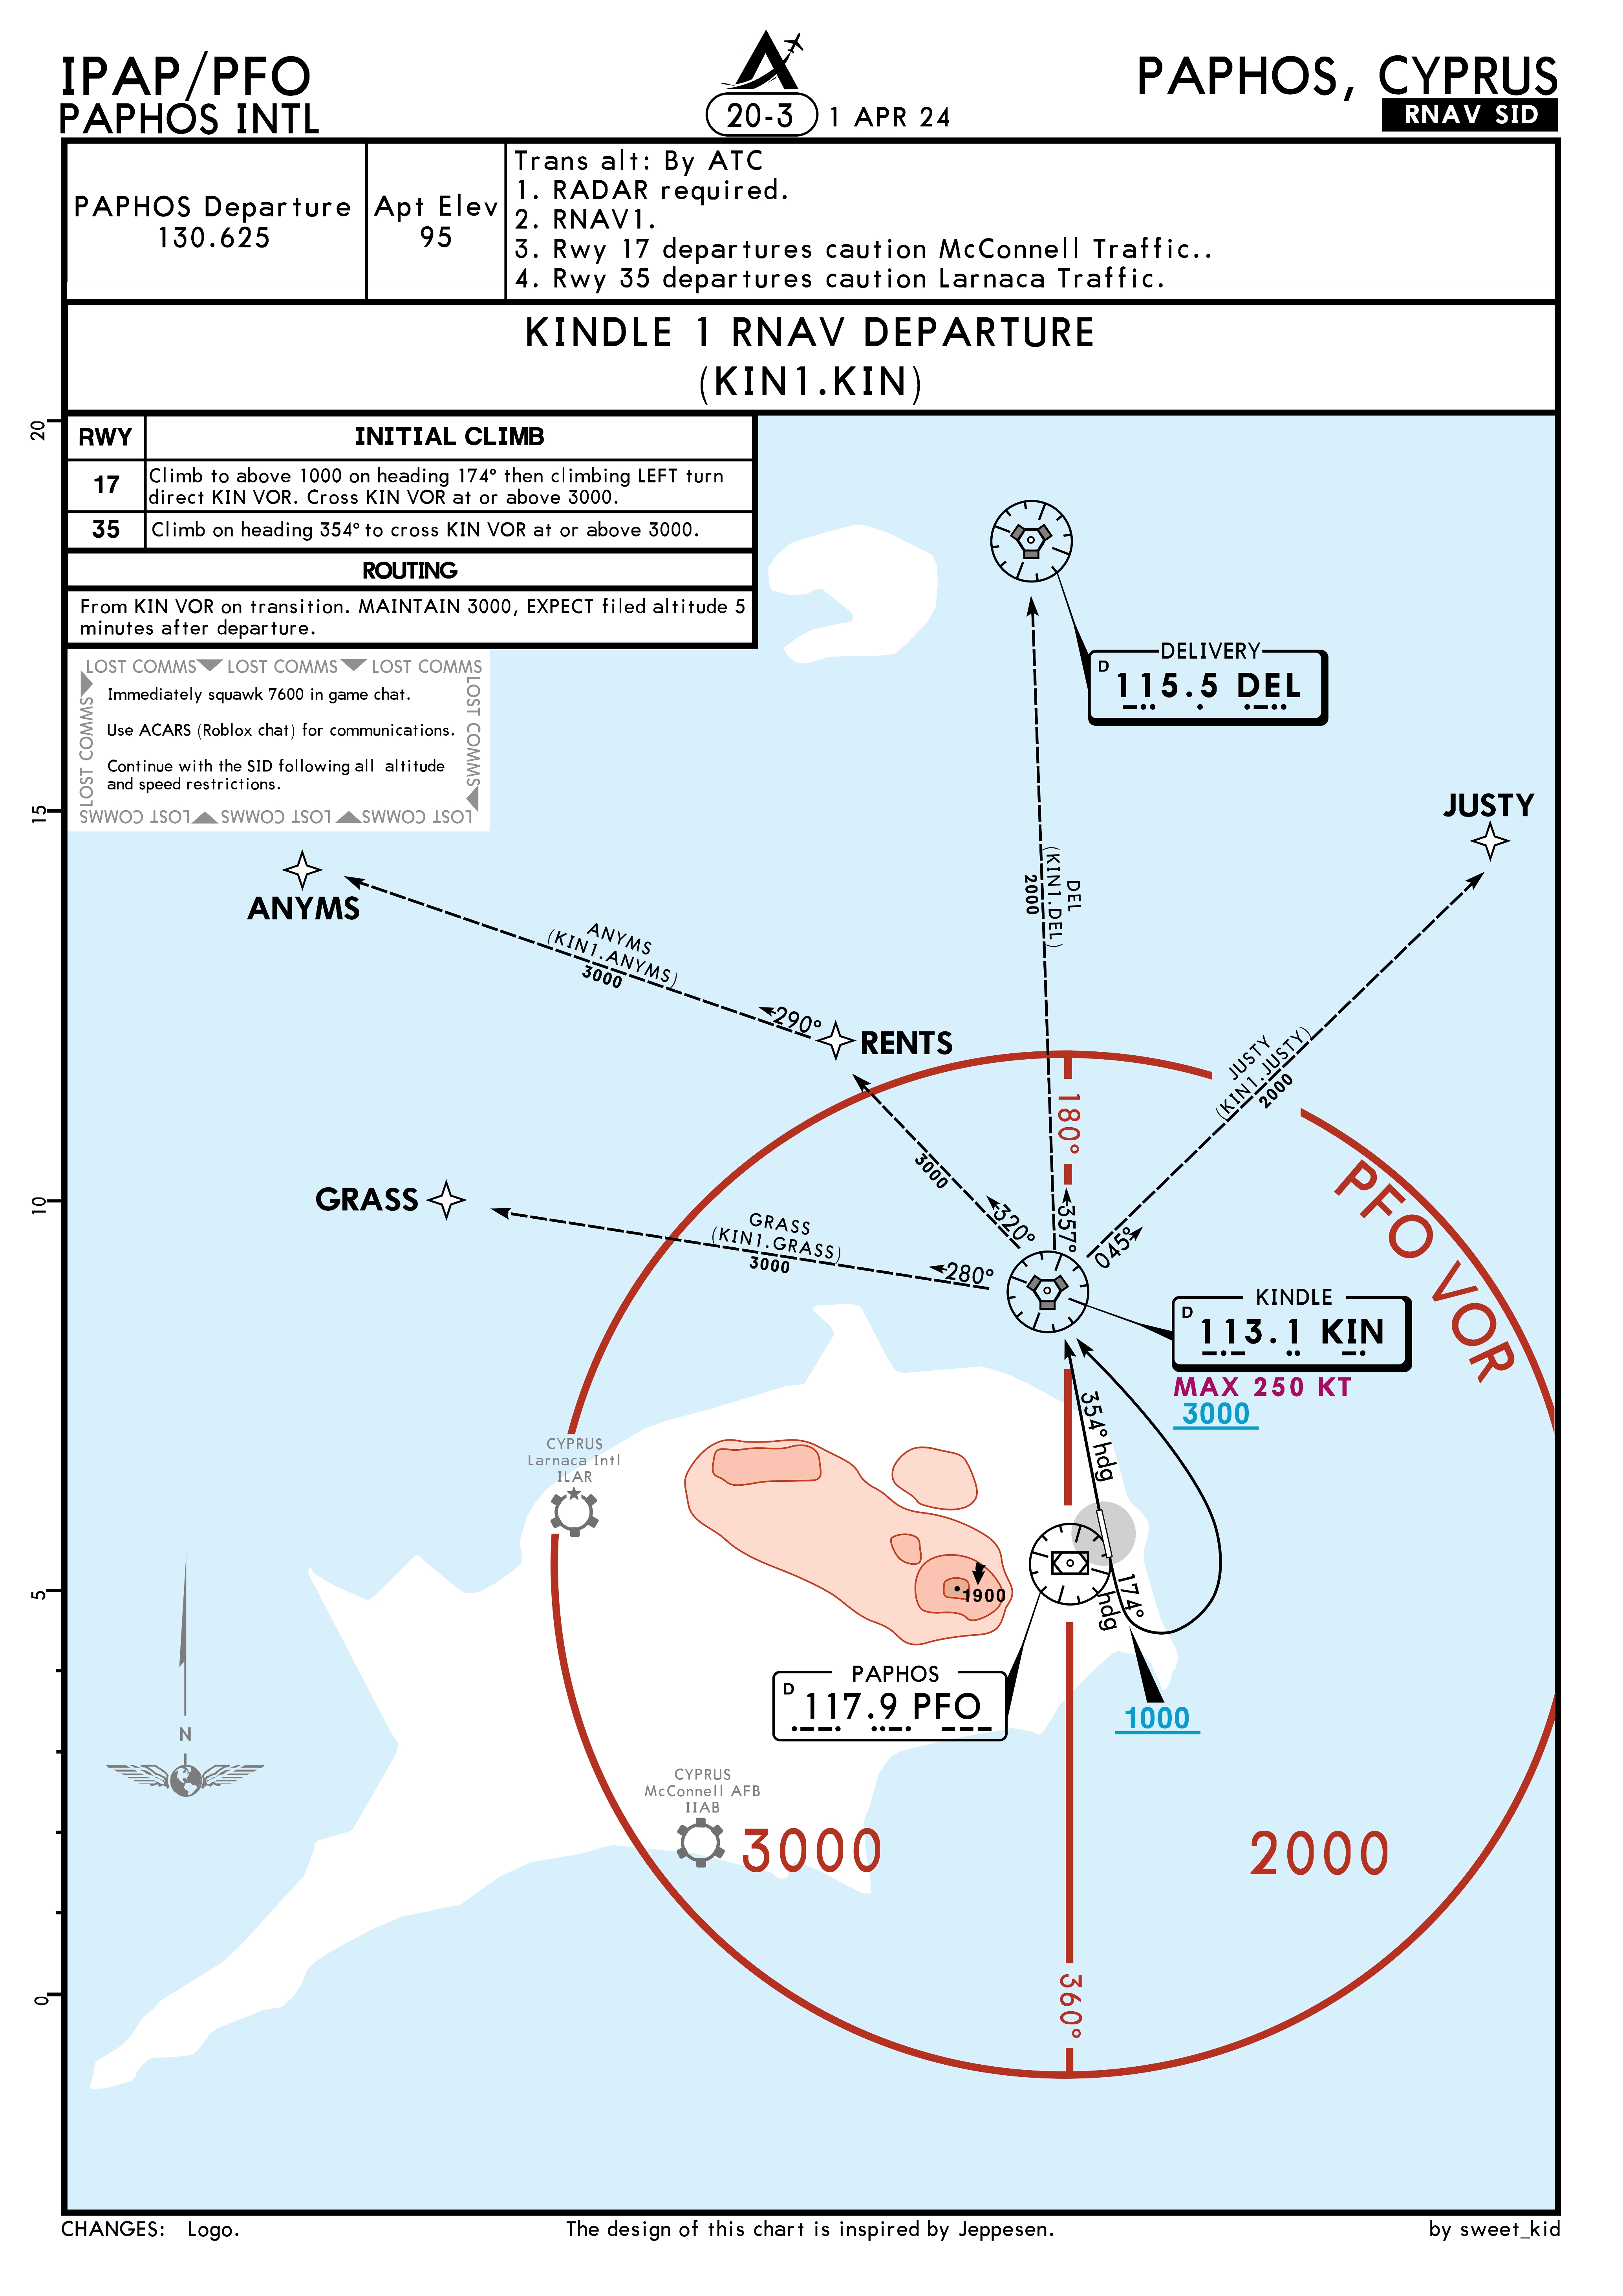 IPAP/PFO
PAPHOS INTL
20-3
1 APR 24
PAPHOS, CYPRUS
RNAV SID
PAPHOS Departure
130.625
Apt Elev
95
Trans alt: By ATC
1. RADAR required.
2. RNAV1.
3. Rwy 17 departures caution McConnell Traffic..
4. Rwy 35 departures caution Larnaca Traffic.
KINDLE 1 RNAV DEPARTURE
(KIN1.KIN)
RWY
INITIAL CLIMB
17
Climb to above 1000 on heading 174° then climbing LEFT turn
direct KIN VOR. Cross KIN VOR at or above 3000.
35
Climb on heading 354° to cross KIN VOR at or above 3000.
ROUTING
From KIN VOR on transition. MAINTAIN 3000, EXPECT filed altitude 5
minutes after departure.
LOST COMMS LOST COMMS LOST COMMS
LOST COMMS
LOST COMMS
Immediately squawk 7600 in game chat.
Use ACARS (Roblox chat) for communications.
Continue with the SID following all altitude
and speed restrictions.
LOST COMMS LOST COMMS LOST COMMS
20
15
10
5
0
DELIVERY
D
115.5 DEL
JUSTY
ANYMS
ANYMS
(KIN1.ANYMS)
3000
290°
RENTS
DEL
(KIN1.DEL)
2000
JUSTY
(KIN1.JUSTY)
2000
180°
PFO VOR
3000
320°
357°
045°
GRASS
GRASS
(KIN1.GRASS)
3000
280°
KINDLE
D
113.1 KIN
MAX 250 KT
3000
354° hdg
CYPRUS
Larnaca Intl
ILAR
1900
174°
hdg
PAPHOS
D
117.9 PFO
1000
N
CYPRUS
McConnell AFB
IIAB
3000
2000
360°
CHANGES: Logo.
The design of this chart is inspired by Jeppesen.
by sweet_kid